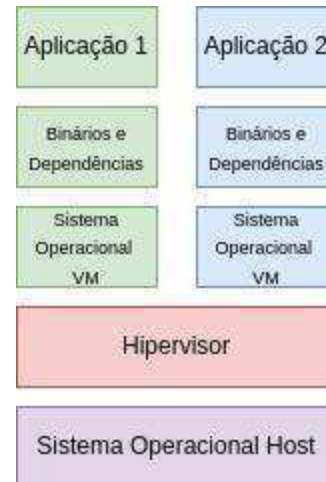 Aplicação 1
Aplicação 2
Binários e
Dependências
Binários e
Dependências
Sistema
Operacional
VM
Sistema
Operacional
VM
Hipervisor
Sistema Operacional Host